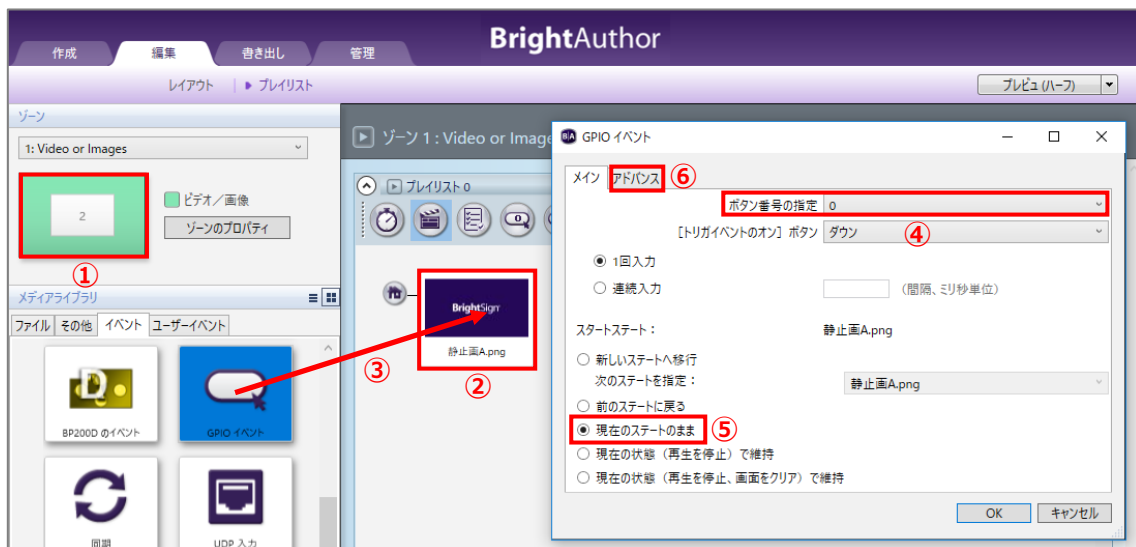 BrightAuthor
作成
編集
書き出し
管理
レイアウト
プレイリスト
プレビュ (ハーフ)
ゾーン
1: Video or Images
2
①
ビデオ／画像
ゾーンのプロパティ
メディアライブラリ
ファイル
その他
イベント
ユーザーイベント
D
BP200D のイベント
GPIO イベント
同期
UDP 入力
ゾーン 1 : Video or Image
プレイリスト 0
BrightSign
静止画A.png
②
③
BA
GPIO イベント
メイン
アドバンス
⑥
ボタン番号の指定
0
[トリガイベントのオン] ボタン
ダウン
④
1回入力
連続入力
（間隔、ミリ秒単位）
スタートステート：
静止画A.png
新しいステートへ移行
次のステートを指定：
静止画A.png
前のステートに戻る
現在のステートのまま
⑤
現在の状態（再生を停止）で維持
現在の状態（再生を停止、画面をクリア）で維持
OK
キャンセル